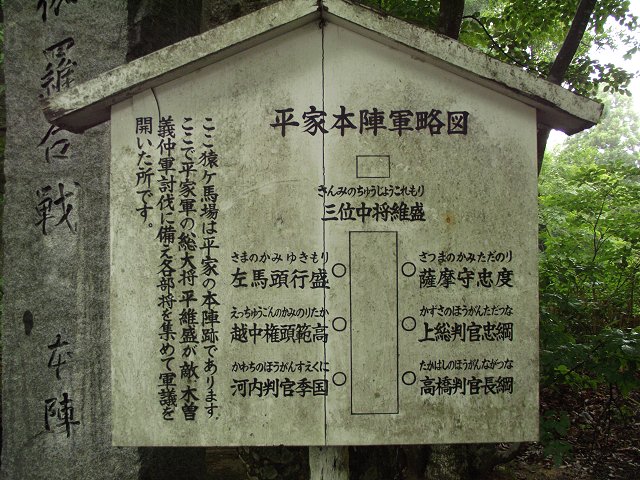 伽羅合戦 本陣
平家本陣軍略図
さんみのちゅうじょうこれもり
三位中将維盛
さまのかみゆきもり
左馬頭行盛
えっちゅうごんのかみのりたか
越中権頭範高
かわちのほうがんすえくに
河内判官季国
さつまのかみただのり
薩摩守忠度
かずさのほうがんただつな
上総判官忠綱
たかはしのほうがんながつな
高橋判官長綱
ここ猿ケ馬場は平家の本陣跡であります
ここで平家軍の総大将平維盛が敵、木曽
義仲軍討伐に備え各部将を集めて軍議を
開いた所です。